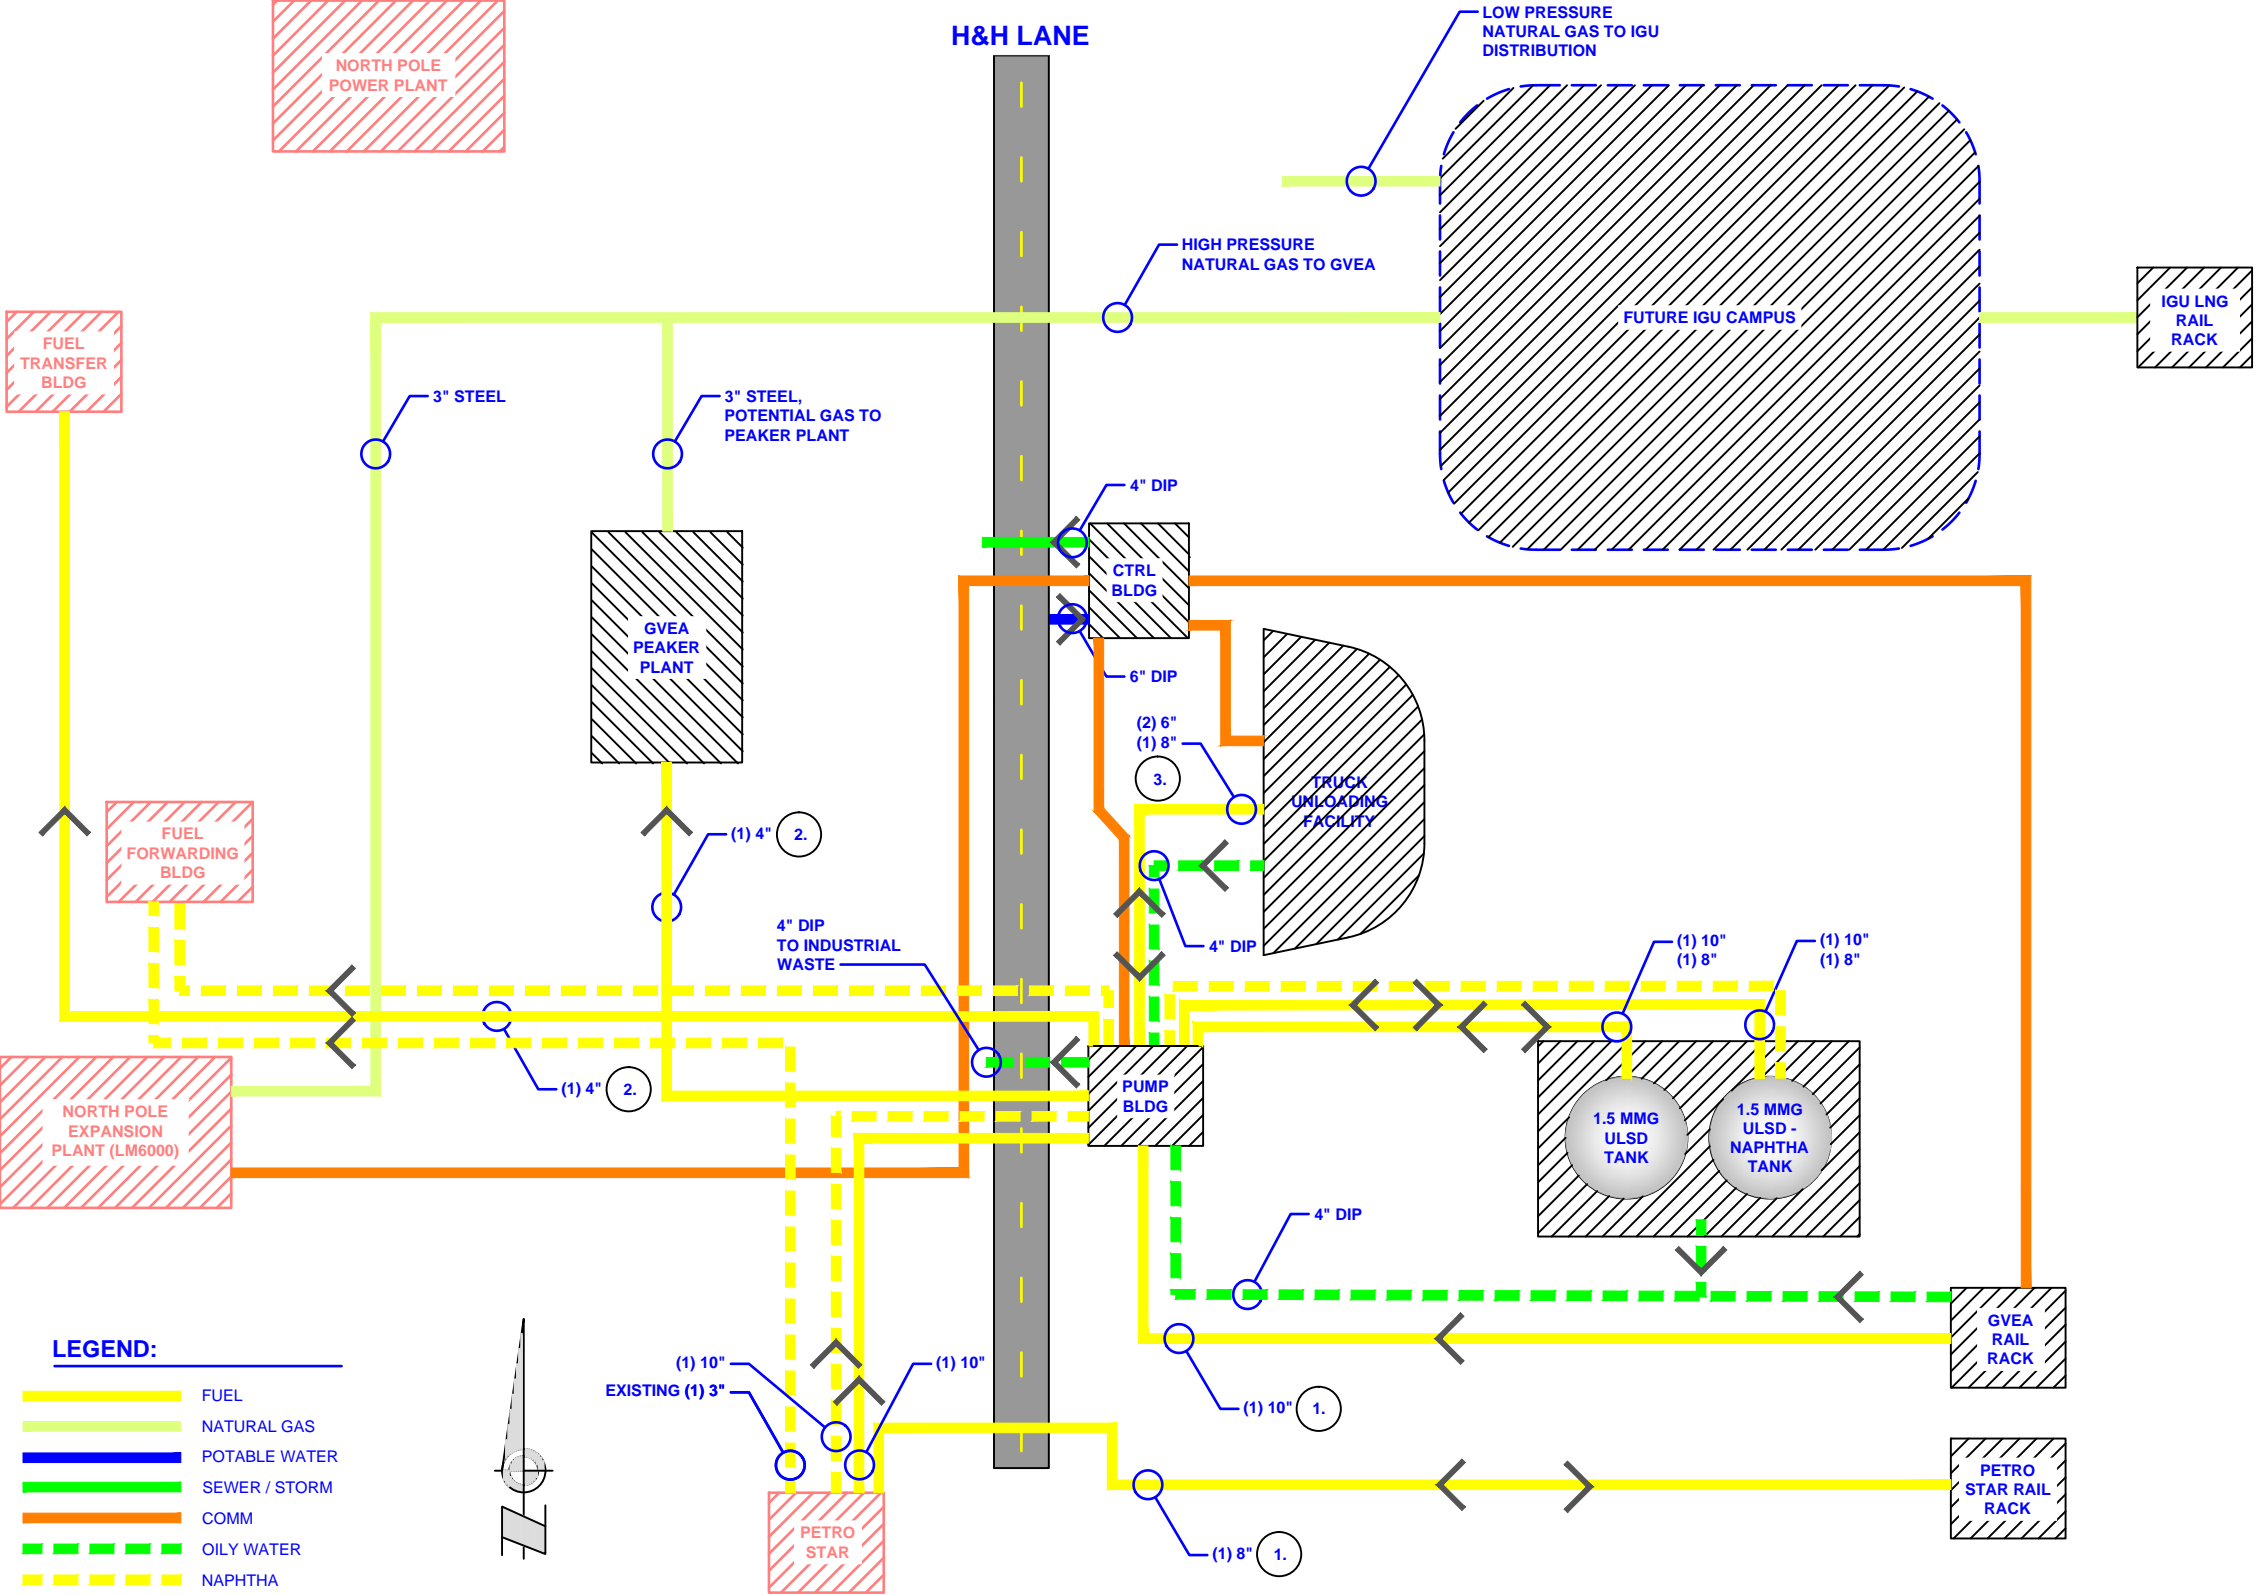 H&H LANE
LOW PRESSURE
NATURAL GAS TO IGU
DISTRIBUTION
NORTH POLE
POWER PLANT
HIGH PRESSURE
NATURAL GAS TO GVEA
FUTURE IGU CAMPUS
IGU LNG
RAIL
RACK
FUEL
TRANSFER
BLDG
3" STEEL
3" STEEL,
POTENTIAL GAS TO
PEAKER PLANT
4" DIP
CTRL
BLDG
GVEA
PEAKER
PLANT
6" DIP
(2) 6"
(1) 8"
3.
TRUCK
UNLOADING
FACILITY
FUEL
FORWARDING
BLDG
(1) 4" 2.
4" DIP
TO INDUSTRIAL
WASTE
4" DIP
(1) 10"
(1) 8"
(1) 10"
(1) 8"
(1) 4" 2.
PUMP
BLDG
NORTH POLE
EXPANSION
PLANT (LM6000)
1.5 MMG
ULSD
TANK
1.5 MMG
ULSD -
NAPHTHA
TANK
4" DIP
GVEA
RAIL
RACK
(1) 10"
EXISTING (1) 3"
(1) 10"
(1) 10" 1.
PETRO
STAR RAIL
RACK
PETRO
STAR
(1) 8" 1.
LEGEND:
FUEL
NATURAL GAS
POTABLE WATER
SEWER / STORM
COMM
OILY WATER
NAPHTHA
N